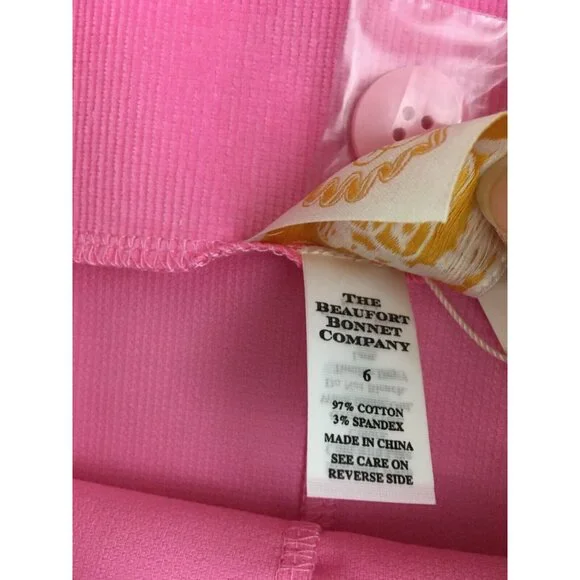 THE
BEAUFORT
BONNET
COMPANY
6
97% COTTON
3% SPANDEX
MADE IN CHINA
SEE CARE ON
REVERSE SIDE